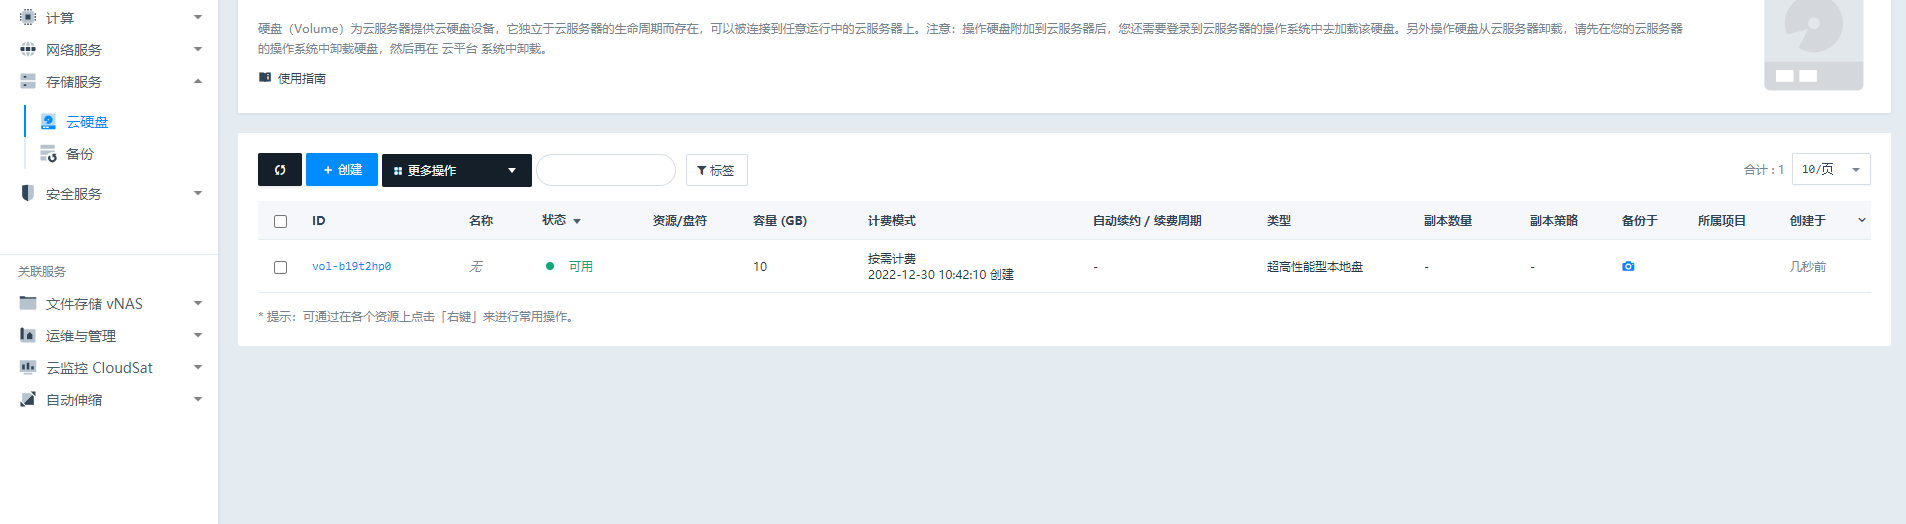 计算
网络服务
存储服务
云硬盘
备份
安全服务
关联服务
文件存储 vNAS
运维与管理
云监控 CloudSat
自动伸缩
硬盘（Volume）为云服务器提供云硬盘设备，它独立于云服务器的生命周期而存在，可以被连接到任意运行中的云服务器上。注意：操作硬盘附加到云服务器后，您还需要登录到云服务器的操作系统中去加载该硬盘。另外操作硬盘从云服务器卸载，请先在您的云服务器
的操作系统中卸载硬盘，然后再在 云平台 系统中卸载。
使用指南
+ 创建 更多操作 标签 合计：1 10/页
ID 名称 状态 资源/盘符 容量 (GB) 计费模式 自动续约 / 续费周期 类型 副本数量 副本策略 备份于 所属项目 创建于
vol-b19t2hp0 无 可用 10 按需计费 - 超高性能型本地盘 - - 几秒前
2022-12-30 10:42:10 创建
* 提示：可通过在各个资源上点击「右键」来进行常用操作。